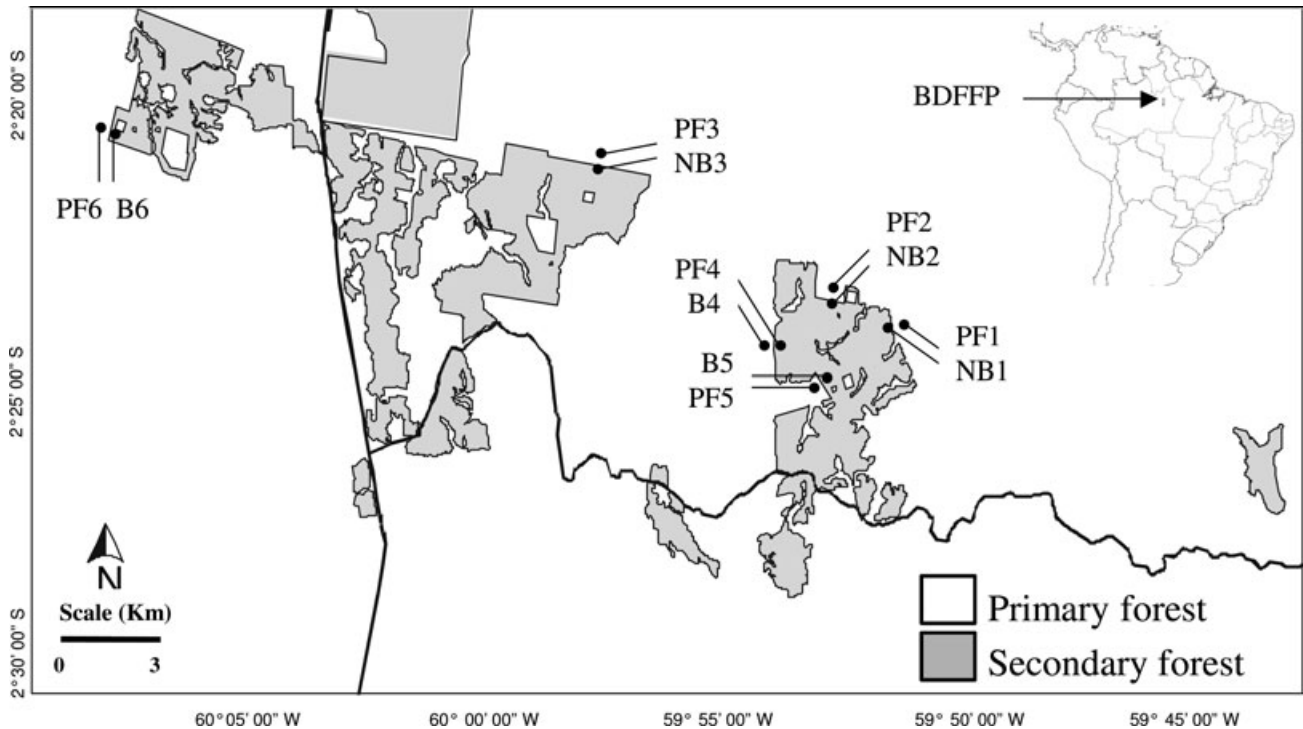 2°20' 00" S
2°25' 00" S
2°30' 00" S
BDFFP
PF3
NB3
PF6 B6
PF2
NB2
PF4
B4
PF1
NB1
B5
PF5
N
Scale (Km)
0 3
Primary forest
Secondary forest
60°05' 00" W 60°00' 00" W 59°55' 00" W 59° 50' 00" W 59° 45' 00" W